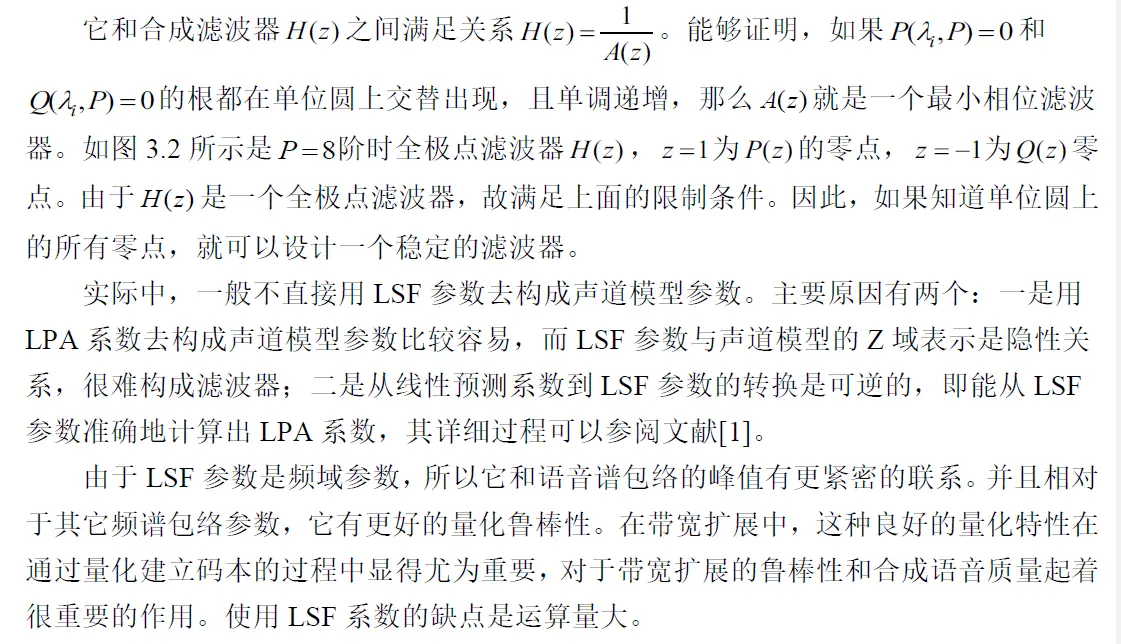 它和合成滤波器 H(z) 之间满足关系 H(z)=1/A(z)。能够证明，如果 P(λi,P)=0 和
Q(λi,P)=0 的根都在单位圆上交替出现，且单调递增，那么 A(z) 就是一个最小相位滤波
器。如图 3.2 所示是 P=8阶时全极点滤波器 H(z)，z=1为 P(z) 的零点，z=−1为 Q(z) 零
点。由于 H(z) 是一个全极点滤波器，故满足上面的限制条件。因此，如果知道单位圆上
的所有零点，就可以设计一个稳定的滤波器。
实际中，一般不直接用 LSF 参数去构成声道模型参数。主要原因有两个：一是用
LPA 系数去构成声道模型参数比较容易，而 LSF 参数与声道模型的 Z 域表示是隐性关
系，很难构成滤波器；二是从线性预测系数到 LSF 参数的转换是可逆的，即能从 LSF
参数准确地计算出 LPA 系数，其详细过程可以参阅文献[1]。
由于 LSF 参数是频域参数，所以它和语音谱包络的峰值有更紧密的联系。并且相对
于其它频谱包络参数，它有更好的量化鲁棒性。在带宽扩展中，这种良好的量化特性在
通过量化建立码本的过程中显得尤为重要，对于带宽扩展的鲁棒性和合成语音质量起着
很重要的作用。使用 LSF 系数的缺点是运算量大。